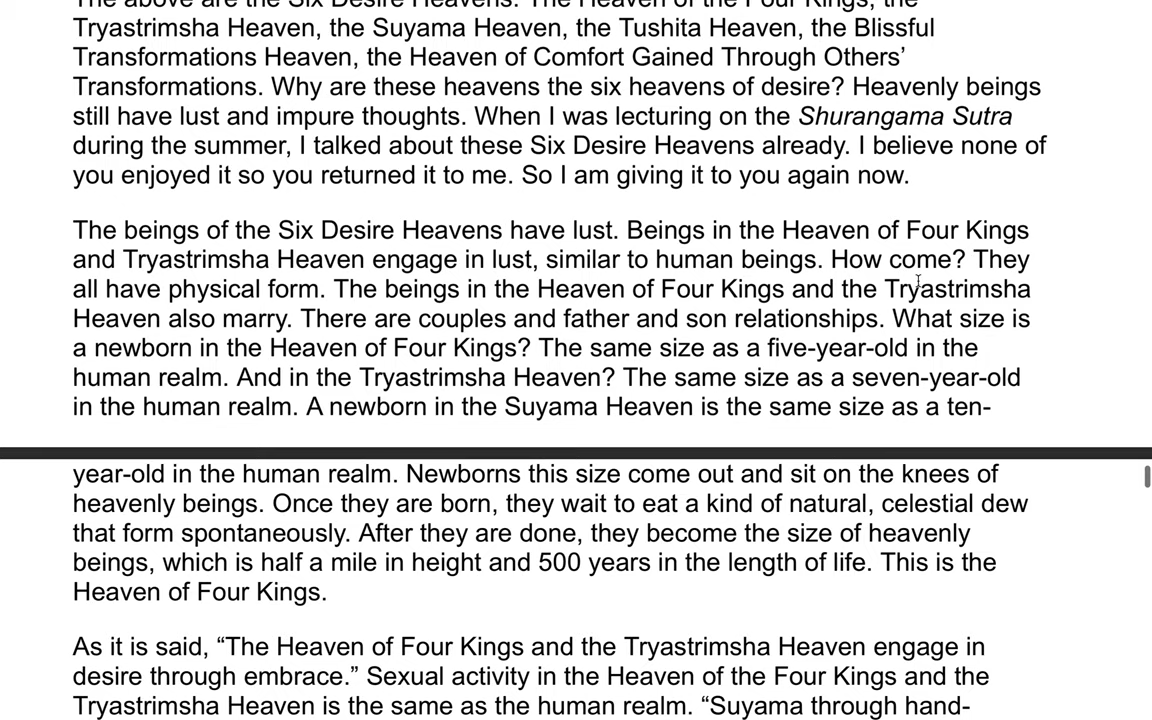 The above are the Six Desire Heavens: The Heaven of the Four Kings, the
Tryastrimsha Heaven, the Suyama Heaven, the Tushita Heaven, the Blissful
Transformations Heaven, the Heaven of Comfort Gained Through Others’
Transformations. Why are these heavens the six heavens of desire? Heavenly beings
still have lust and impure thoughts. When I was lecturing on the Shurangama Sutra
during the summer, I talked about these Six Desire Heavens already. I believe none of
you enjoyed it so you returned it to me. So I am giving it to you again now.
The beings of the Six Desire Heavens have lust. Beings in the Heaven of Four Kings
and Tryastrimsha Heaven engage in lust, similar to human beings. How come? They
all have physical form. The beings in the Heaven of Four Kings and the Tryastrimsha
Heaven also marry. There are couples and father and son relationships. What size is
a newborn in the Heaven of Four Kings? The same size as a five-year-old in the
human realm. And in the Tryastrimsha Heaven? The same size as a seven-year-old
in the human realm. A newborn in the Suyama Heaven is the same size as a ten-
year-old in the human realm. Newborns this size come out and sit on the knees of
heavenly beings. Once they are born, they wait to eat a kind of natural, celestial dew
that form spontaneously. After they are done, they become the size of heavenly
beings, which is half a mile in height and 500 years in the length of life. This is the
Heaven of Four Kings.
As it is said, “The Heaven of Four Kings and the Tryastrimsha Heaven engage in
desire through embrace.” Sexual activity in the Heaven of the Four Kings and the
Tryastrimsha Heaven is the same as the human realm. “Suyama through hand-